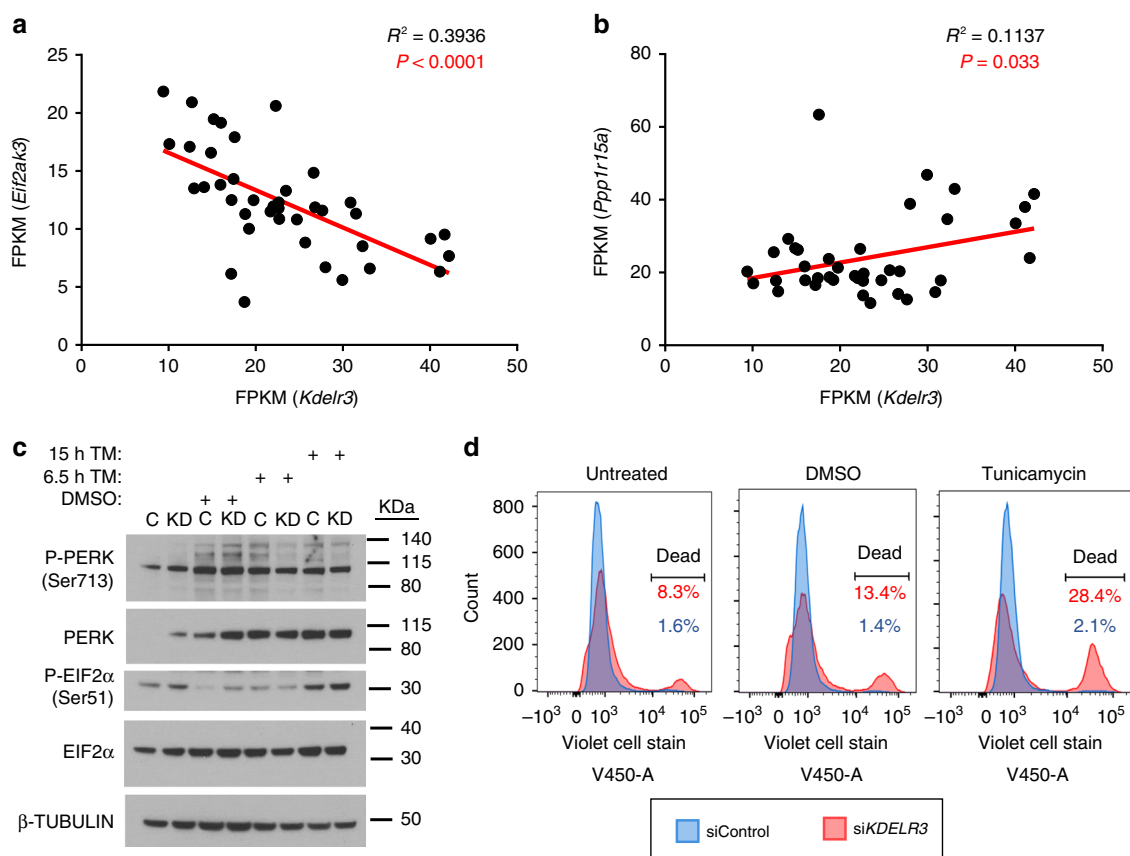 a
R² = 0.3936
P < 0.0001
25
20
15
10
5
0
FPKM (Eif2ak3)
10 20 30 40 50
FPKM (Kdelr3)
b
R² = 0.1137
P = 0.033
80
60
40
20
0
FPKM (Ppp1r15a)
0 10 20 30 40 50
FPKM (Kdelr3)
c
15 h TM: + +
6.5 h TM: + +
DMSO: + +
C KD C KD C KD C KD KDa
P-PERK (Ser713)
140
115
80
PERK
115
80
P-EIF2α (Ser51)
30
EIF2α
40
30
β-TUBULIN
50
d
Untreated DMSO Tunicamycin
800
600
400
200
0
Count
Dead
8.3%
1.6%
Dead
13.4%
1.4%
Dead
28.4%
2.1%
−10³ 0 10³ 10⁴ 10⁵
−10³ 0 10³ 10⁴ 10⁵
−10³ 0 10³ 10⁴ 10⁵
Violet cell stain Violet cell stain Violet cell stain
V450-A V450-A V450-A
siControl siKDELR3